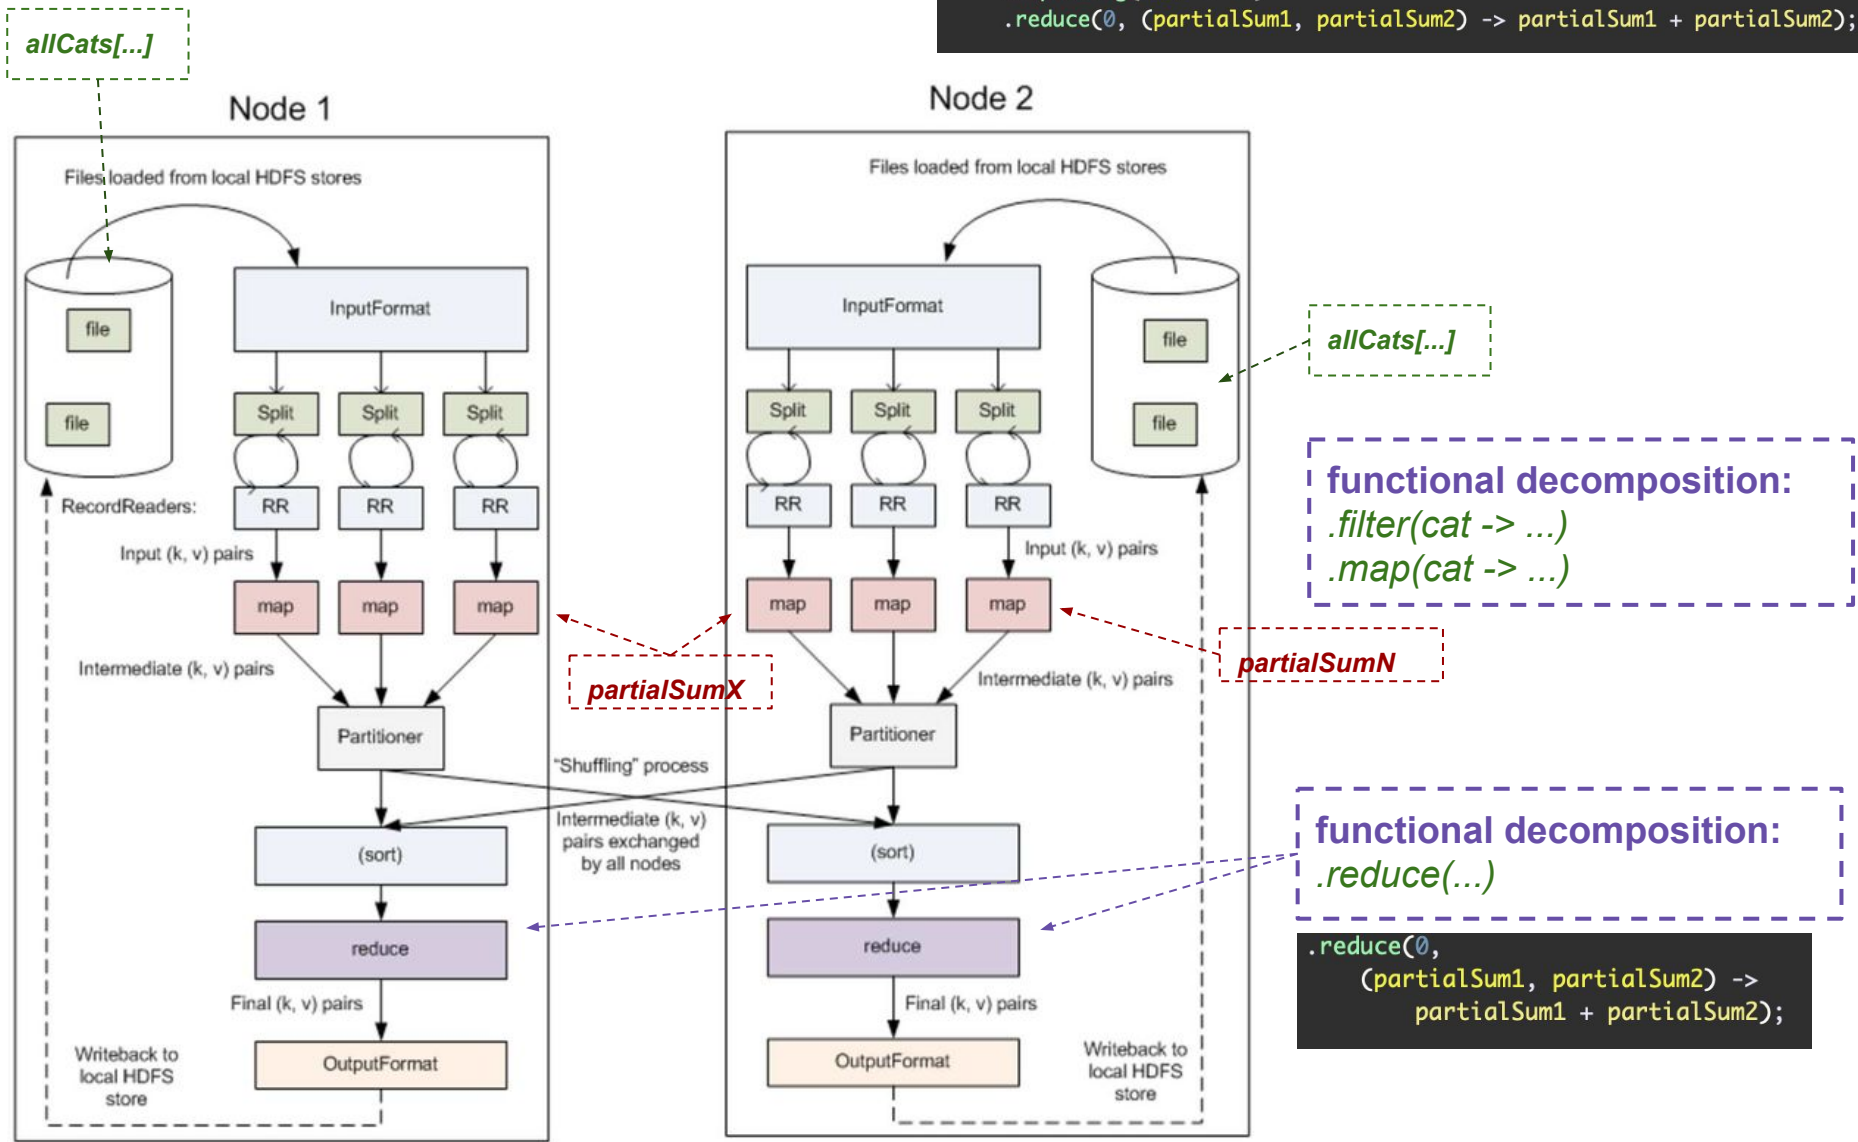 .reduce(0, (partialSum1, partialSum2) -> partialSum1 + partialSum2);
allCats[...]
Node 1
Files loaded from local HDFS stores
file
file
InputFormat
Split
Split
Split
RecordReaders:
RR
RR
RR
Input (k, v) pairs
map
map
map
Intermediate (k, v) pairs
Partitioner
(sort)
reduce
Final (k, v) pairs
OutputFormat
Writeback to
local HDFS
store
partialSumX
"Shuffling" process
Intermediate (k, v)
pairs exchanged
by all nodes
Node 2
Files loaded from local HDFS stores
InputFormat
file
file
Split
Split
Split
RR
RR
RR
Input (k, v) pairs
map
map
map
Intermediate (k, v) pairs
Partitioner
(sort)
reduce
Final (k, v) pairs
OutputFormat
Writeback to
local HDFS
store
allCats[...]
functional decomposition:
.filter(cat -> ...)
.map(cat -> ...)
partialSumN
functional decomposition:
.reduce(...)
.reduce(0,
(partialSum1, partialSum2) ->
partialSum1 + partialSum2);